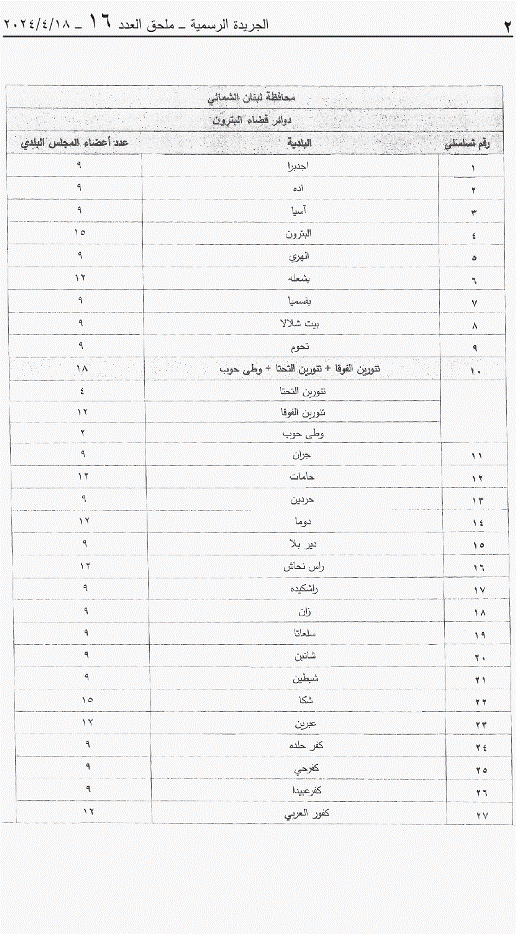 ٢ الجريدة الرسمية – ملحق العدد ١٦ – ٢٠٢٤/٤/١٨
محافظة لبنان الشمالي
دوائر قضاء البترون
رقم تسلسلي البلدية عدد أعضاء المجلس البلدي
١ اجدبرا ٩
٢ اده ٩
٣ آسيا ٩
٤ البترون ١٥
٥ الهري ٩
٦ بشعله ١٢
٧ بقسميا ٩
٨ بيت شلالا ٩
٩ تحوم ٩
١٠ تنورين الفوقا + تنورين التحتا + وطى حوب ١٨
تنورين التحتا ٤
تنورين الفوقا ١٢
وطى حوب ٢
١١ جران ٩
١٢ حامات ١٢
١٣ حردين ٩
١٤ دوما ١٢
١٥ دير بلا ٩
١٦ راس نحاش ١٢
١٧ راشكيده ٩
١٨ زان ٩
١٩ سلعاتا ٩
٢٠ شاتين ٩
٢١ شبطين ٩
٢٢ شكا ١٥
٢٣ عبرين ١٢
٢٤ كفر حلده ٩
٢٥ كفرحي ٩
٢٦ كفرعبيدا ٩
٢٧ كفور العربي ١٢